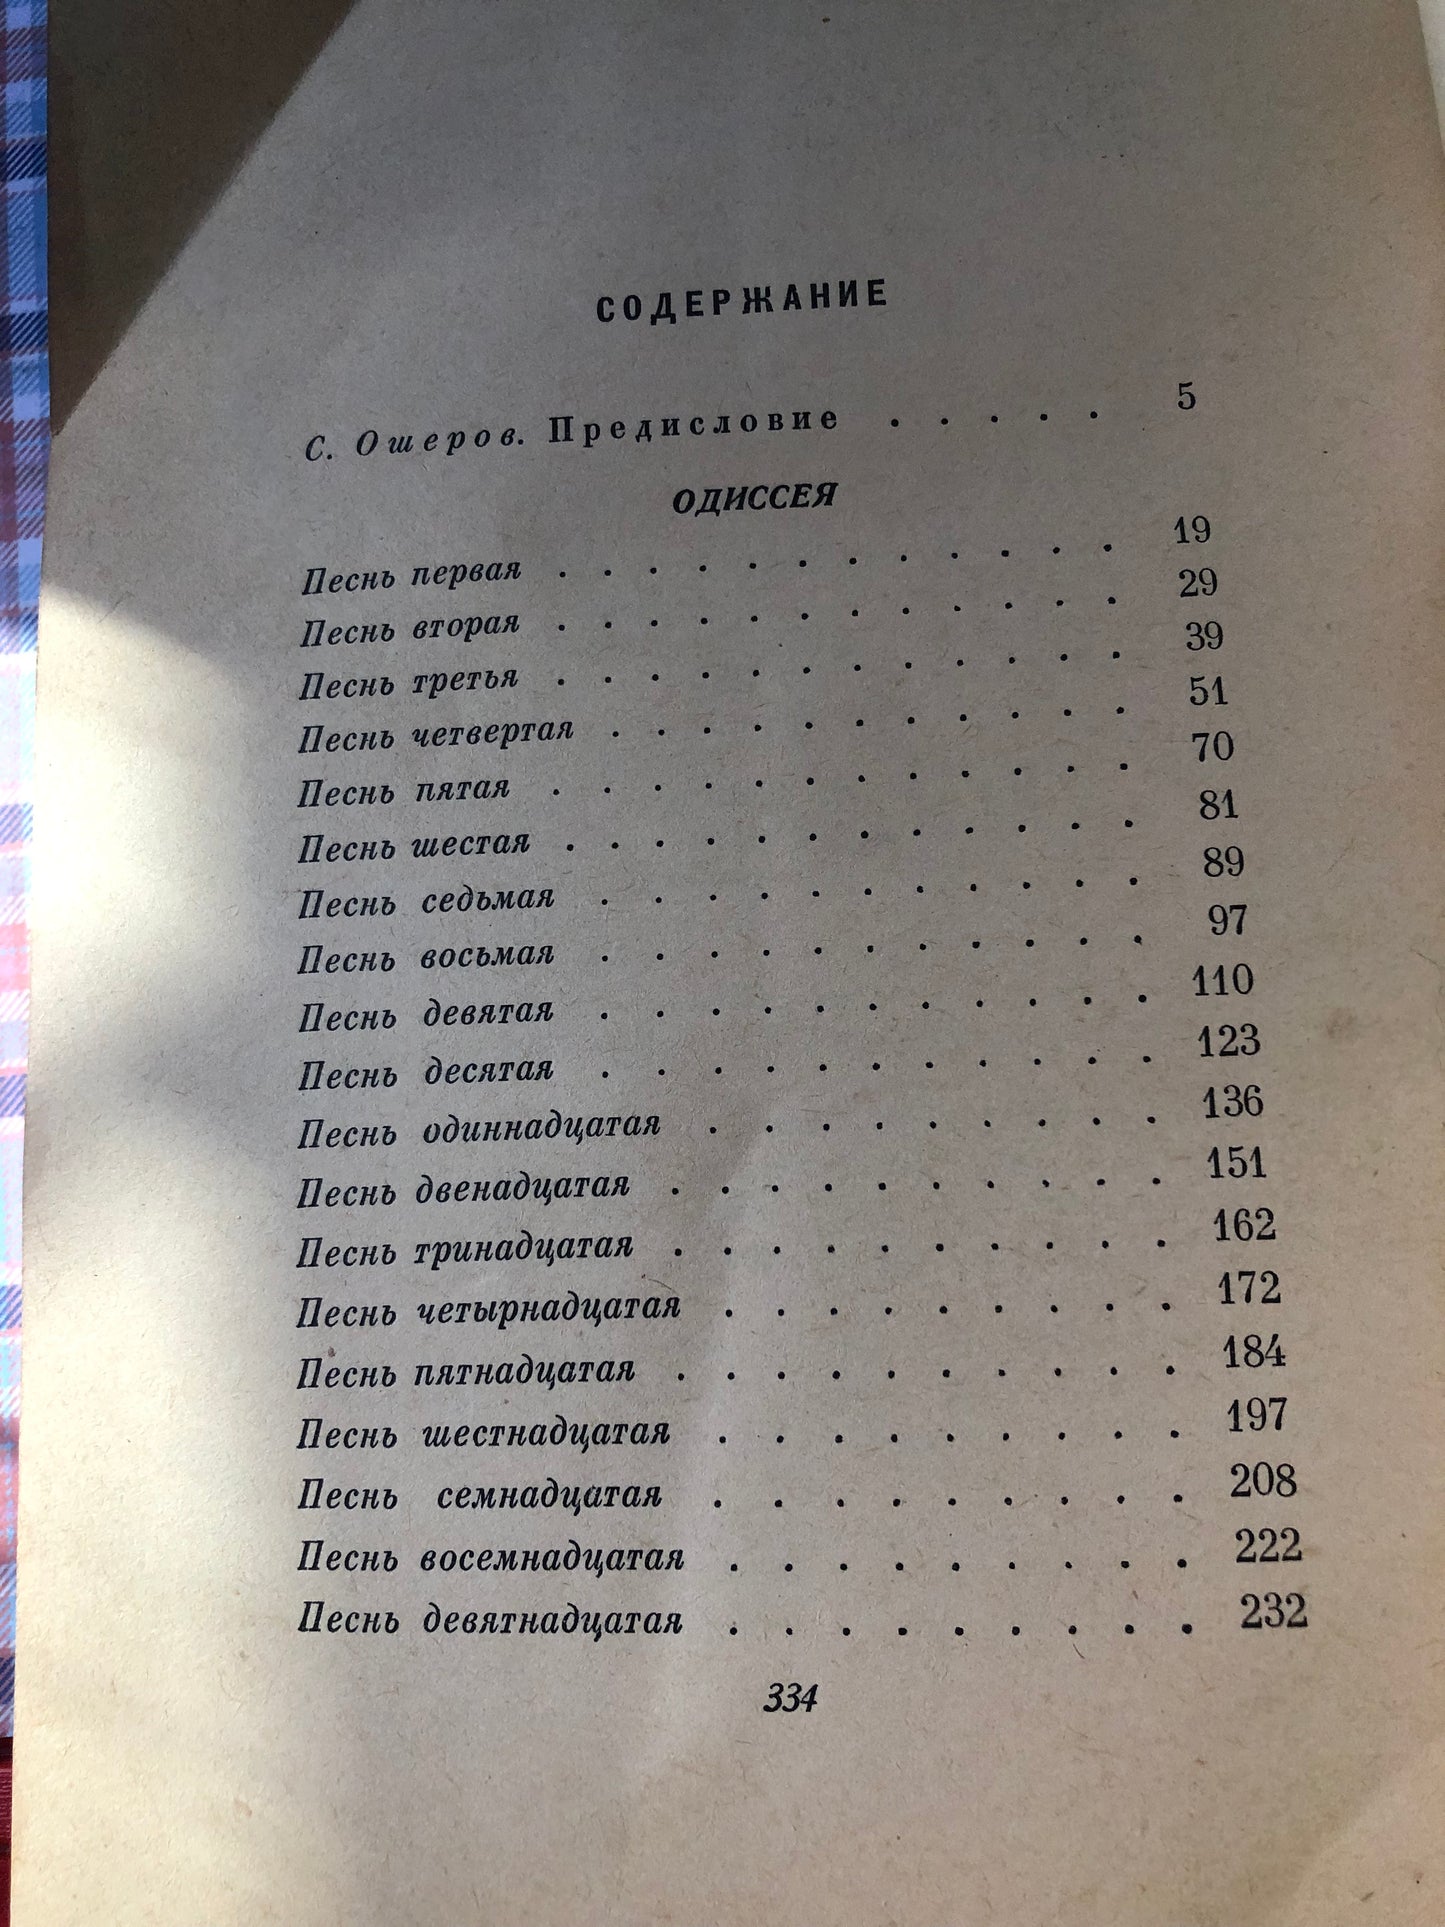 СОДЕРЖАНИЕ
С. Ошеров. Предисловие . . . . . 5
ОДИССЕЯ
Песнь первая . . . . . . . . . . . . 19
Песнь вторая . . . . . . . . . . . . 29
Песнь третья . . . . . . . . . . . . 39
Песнь четвертая . . . . . . . . . . . 51
Песнь пятая . . . . . . . . . . . . 70
Песнь шестая . . . . . . . . . . . . 81
Песнь седьмая . . . . . . . . . . . 89
Песнь восьмая . . . . . . . . . . . 97
Песнь девятая . . . . . . . . . . . 110
Песнь десятая . . . . . . . . . . . 123
Песнь одиннадцатая . . . . . . . . . 136
Песнь двенадцатая . . . . . . . . . . 151
Песнь тринадцатая . . . . . . . . . . 162
Песнь четырнадцатая . . . . . . . . . 172
Песнь пятнадцатая . . . . . . . . . . 184
Песнь шестнадцатая . . . . . . . . . 197
Песнь семнадцатая . . . . . . . . . 208
Песнь восемнадцатая . . . . . . . . . 222
Песнь девятнадцатая . . . . . . . . . 232
334